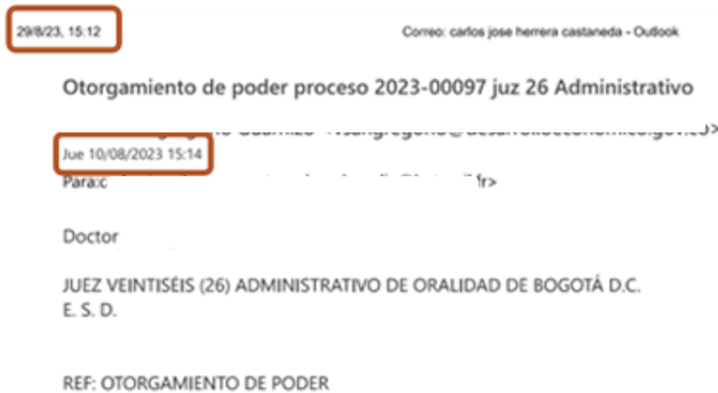 29/8/23, 15:12
Correo: carlos jose herrera castaneda - Outlook
Otorgamiento de poder proceso 2023-00097 juz 26 Administrativo
Jue 10/08/2023 15:14
Para:c
Doctor
JUEZ VEINTISÉIS (26) ADMINISTRATIVO DE ORALIDAD DE BOGOTÁ D.C.
E. S. D.
REF: OTORGAMIENTO DE PODER